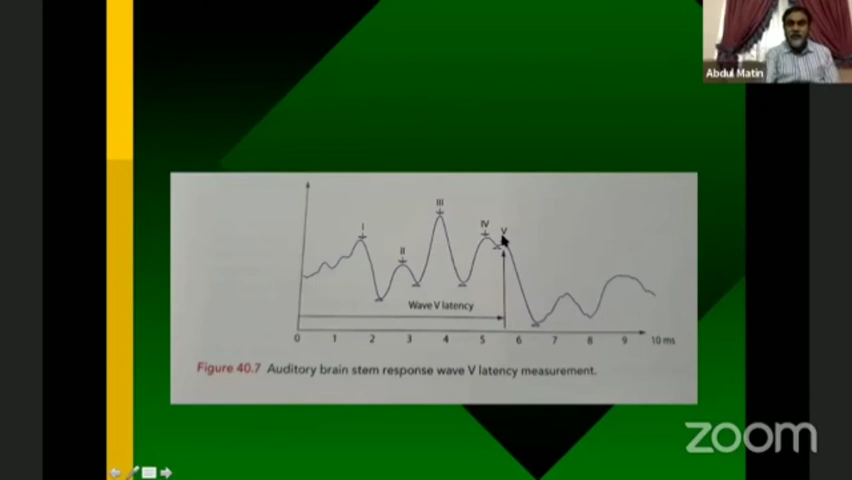 Abdul Matin
I
II
III
IV
V
Wave V latency
0 1 2 3 4 5 6 7 8 9 10 ms
Figure 40.7 Auditory brain stem response wave V latency measurement.
zoom